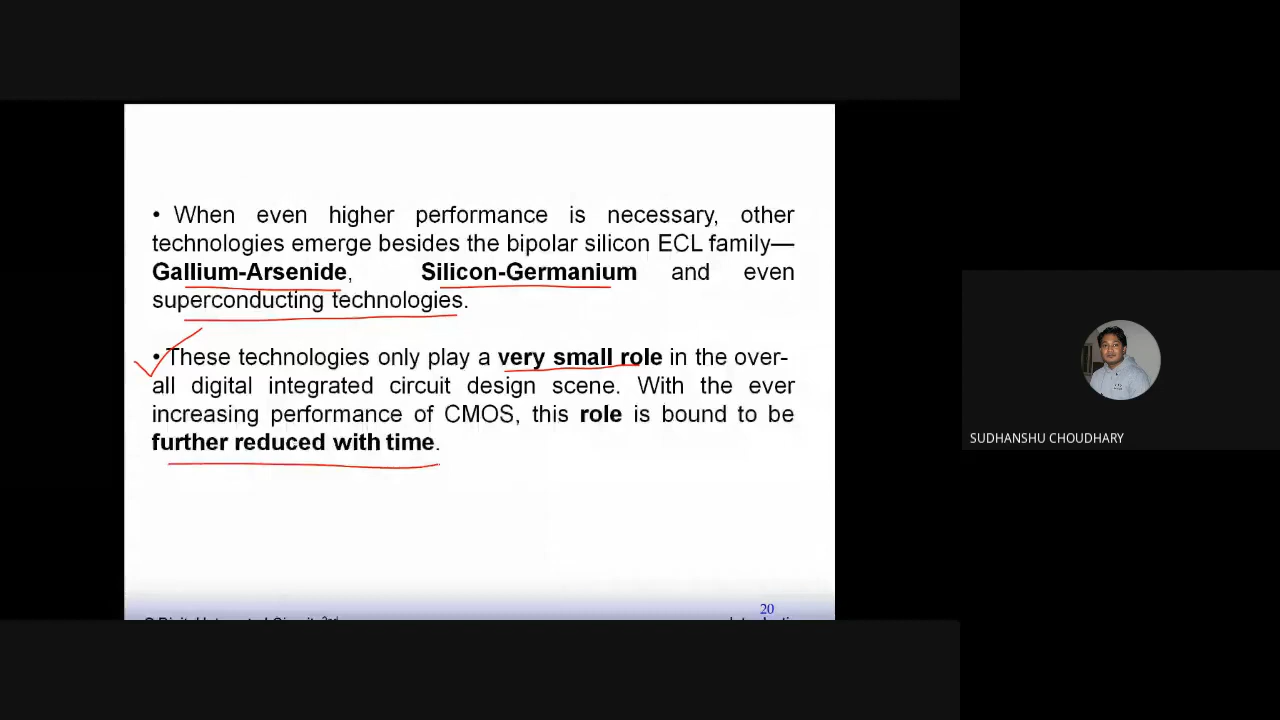 • When even higher performance is necessary, other
technologies emerge besides the bipolar silicon ECL family—
Gallium-Arsenide, Silicon-Germanium and even
superconducting technologies.
• These technologies only play a very small role in the over-
all digital integrated circuit design scene. With the ever
increasing performance of CMOS, this role is bound to be
further reduced with time.
20
SUDHANSHU CHOUDHARY